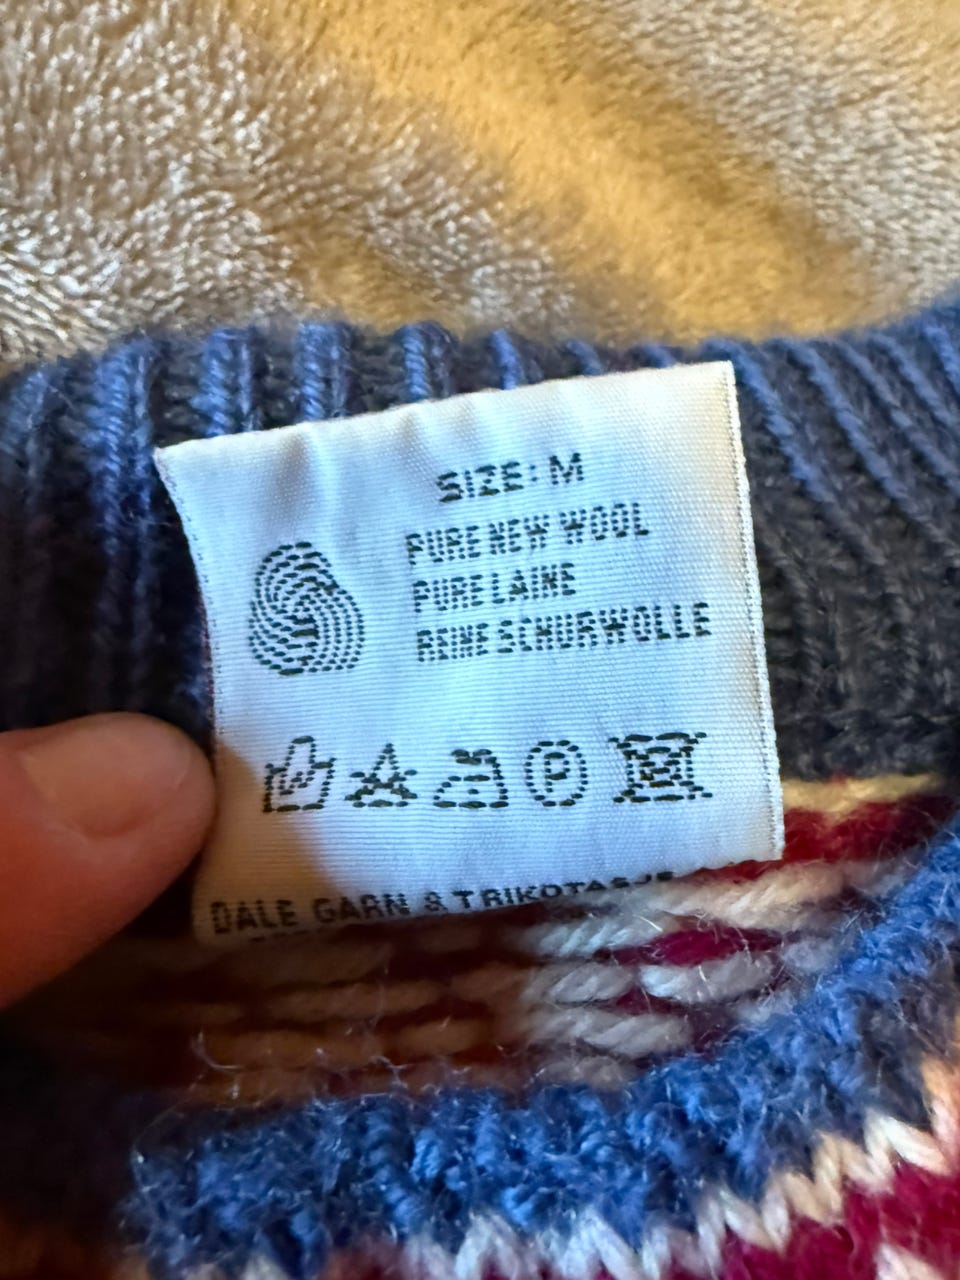 SIZE: M
PURE NEW WOOL
PURE LAINE
REINE SCHURWOLLE
P
DALE GARN & TRIKOTASJE